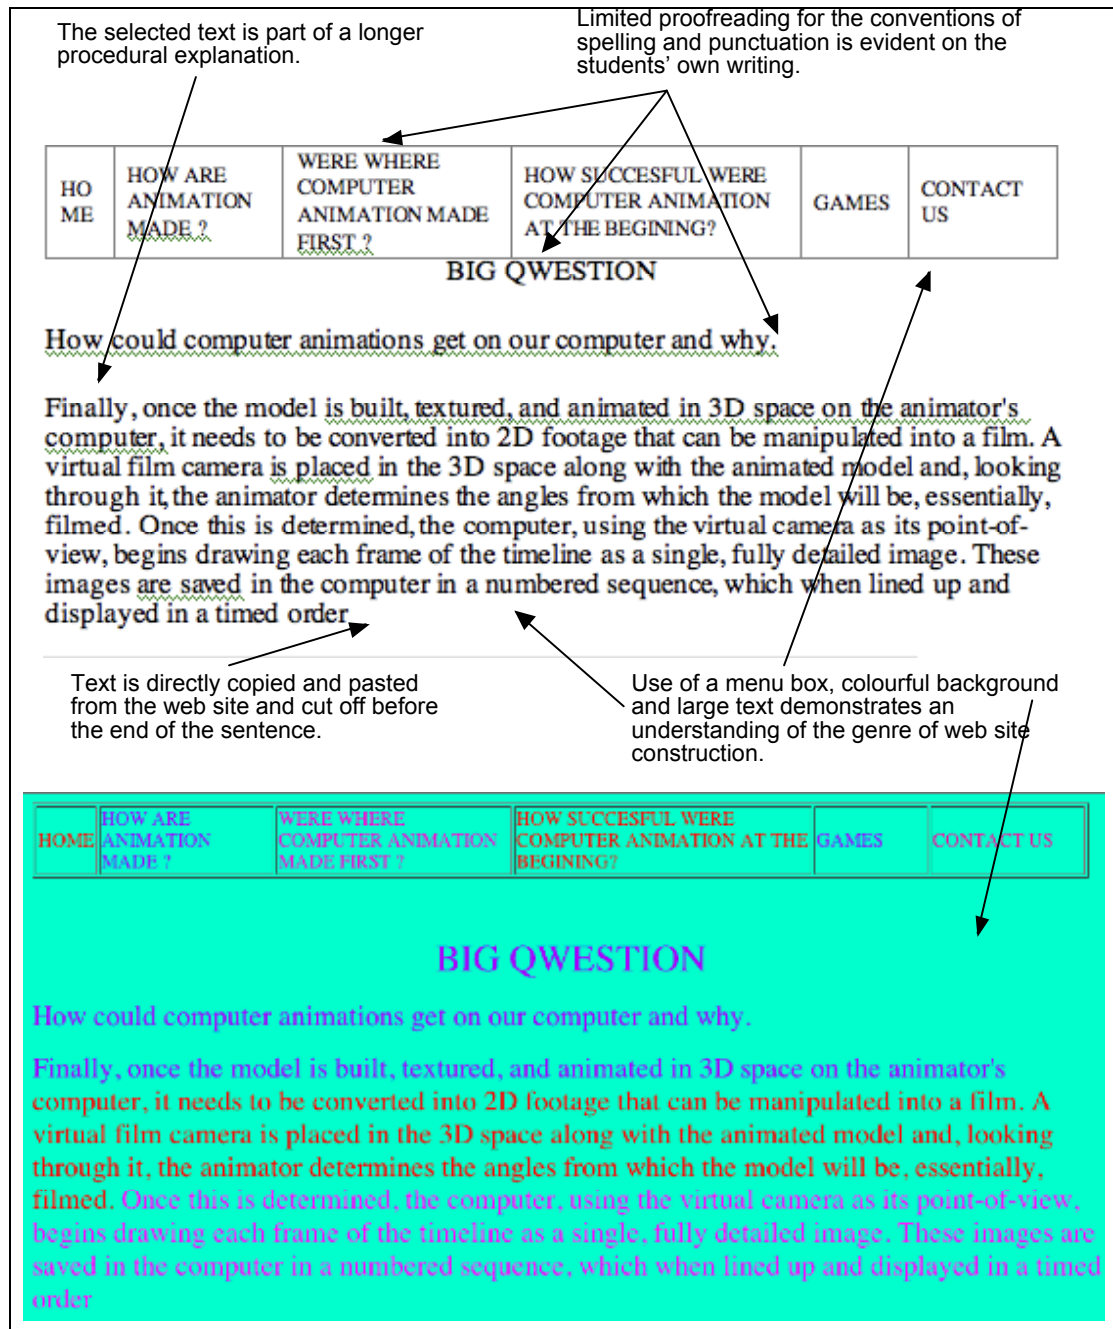 The selected text is part of a longer
procedural explanation.
Limited proofreading for the conventions of
spelling and punctuation is evident on the
students’ own writing.
HO
ME
HOW ARE
ANIMATION
MADE ?
WERE WHERE
COMPUTER
ANIMATION MADE
FIRST ?
HOW SUCCESFUL WERE
COMPUTER ANIMATION
AT THE BEGINING?
GAMES
CONTACT
US
BIG QWESTION
How could computer animations get on our computer and why.
Finally, once the model is built, textured, and animated in 3D space on the animator's
computer, it needs to be converted into 2D footage that can be manipulated into a film. A
virtual film camera is placed in the 3D space along with the animated model and, looking
through it, the animator determines the angles from which the model will be, essentially,
filmed. Once this is determined, the computer, using the virtual camera as its point-of-
view, begins drawing each frame of the timeline as a single, fully detailed image. These
images are saved in the computer in a numbered sequence, which when lined up and
displayed in a timed order
Text is directly copied and pasted
from the web site and cut off before
the end of the sentence.
Use of a menu box, colourful background
and large text demonstrates an
understanding of the genre of web site
construction.
HOME
HOW ARE
ANIMATION
MADE ?
WERE WHERE
COMPUTER ANIMATION
MADE FIRST ?
HOW SUCCESFUL WERE
COMPUTER ANIMATION AT THE
BEGINING?
GAMES
CONTACT US
BIG QWESTION
How could computer animations get on our computer and why.
Finally, once the model is built, textured, and animated in 3D space on the animator's
computer, it needs to be converted into 2D footage that can be manipulated into a film. A
virtual film camera is placed in the 3D space along with the animated model and, looking
through it, the animator determines the angles from which the model will be, essentially,
filmed. Once this is determined, the computer, using the virtual camera as its point-of-view,
begins drawing each frame of the timeline as a single, fully detailed image. These images are
saved in the computer in a numbered sequence, which when lined up and displayed in a timed
order